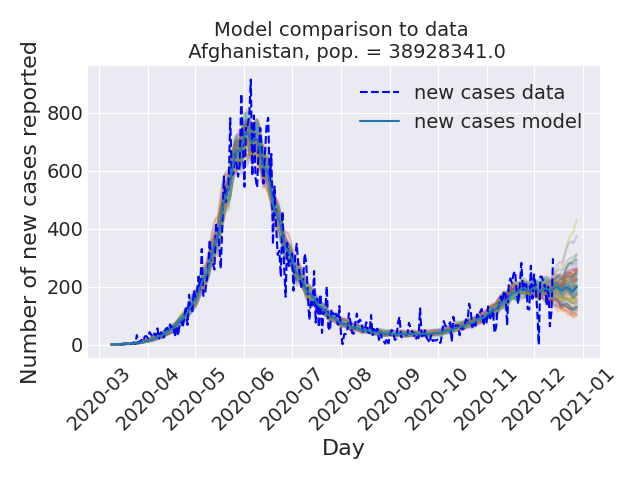 Model comparison to data
Afghanistan, pop. = 38928341.0
Number of new cases reported
800
600
400
200
0
new cases data
new cases model
2020-03
2020-04
2020-05
2020-06
2020-07
2020-08
2020-09
2020-10
2020-11
2020-12
2021-01
Day